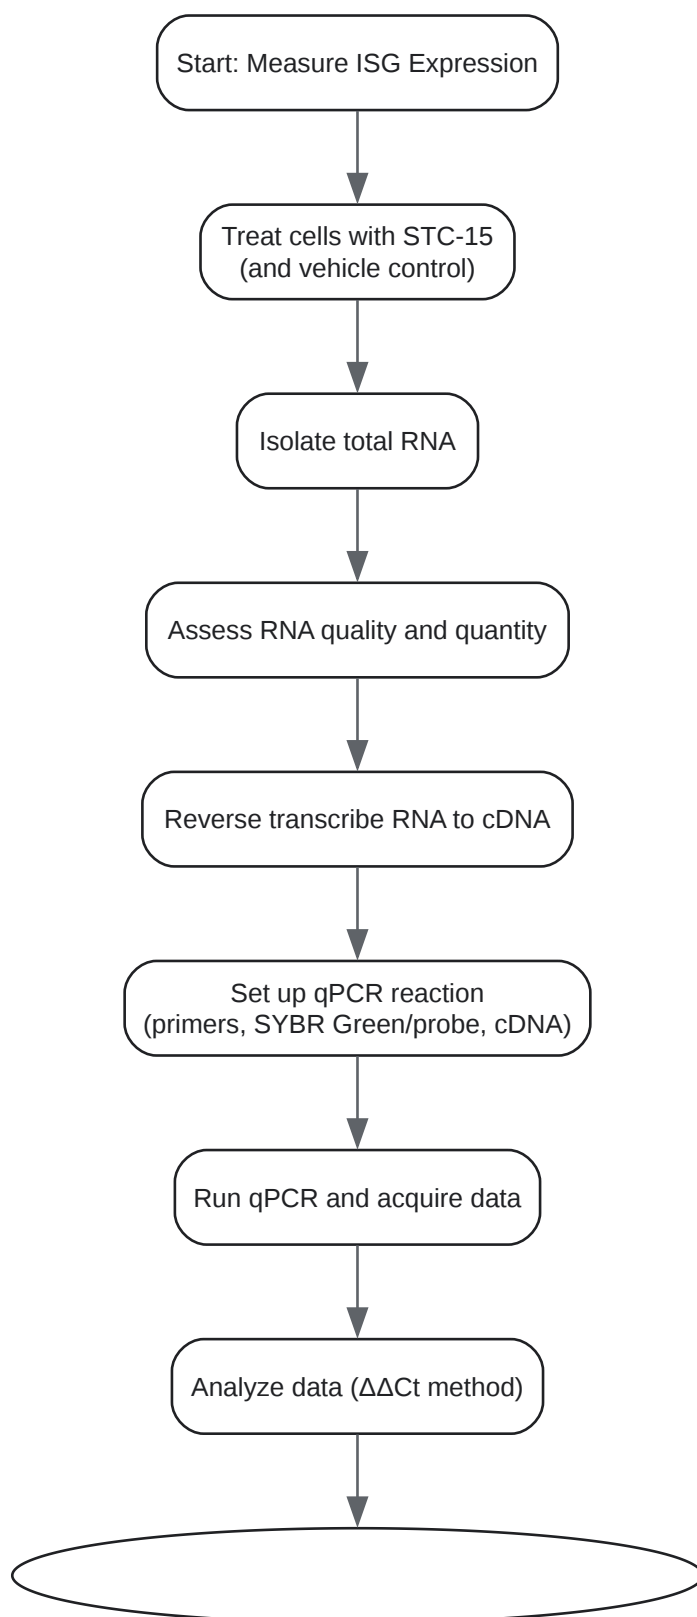 Start: Measure ISG Expression
Treat cells with STC-15
(and vehicle control)
Isolate total RNA
Assess RNA quality and quantity
Reverse transcribe RNA to cDNA
Set up qPCR reaction
(primers, SYBR Green/probe, cDNA)
Run qPCR and acquire data
Analyze data (ΔΔCt method)